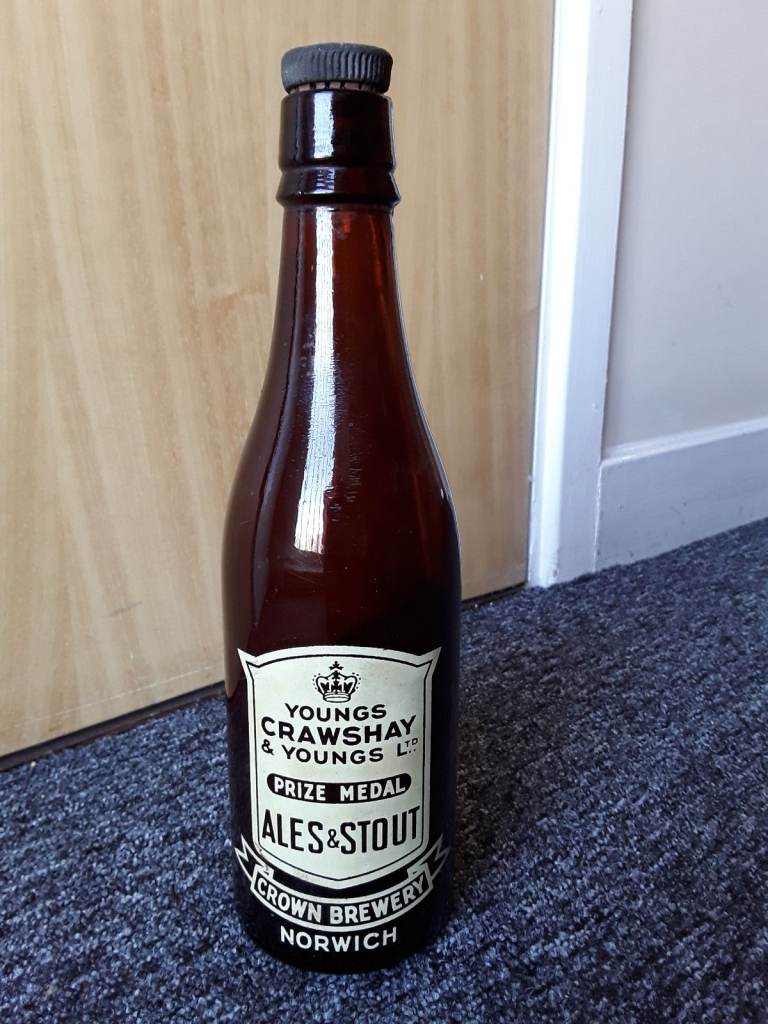 YOUNGS
CRAWSHAY
& YOUNGS LTD.
PRIZE MEDAL
ALES & STOUT
CROWN BREWERY
NORWICH